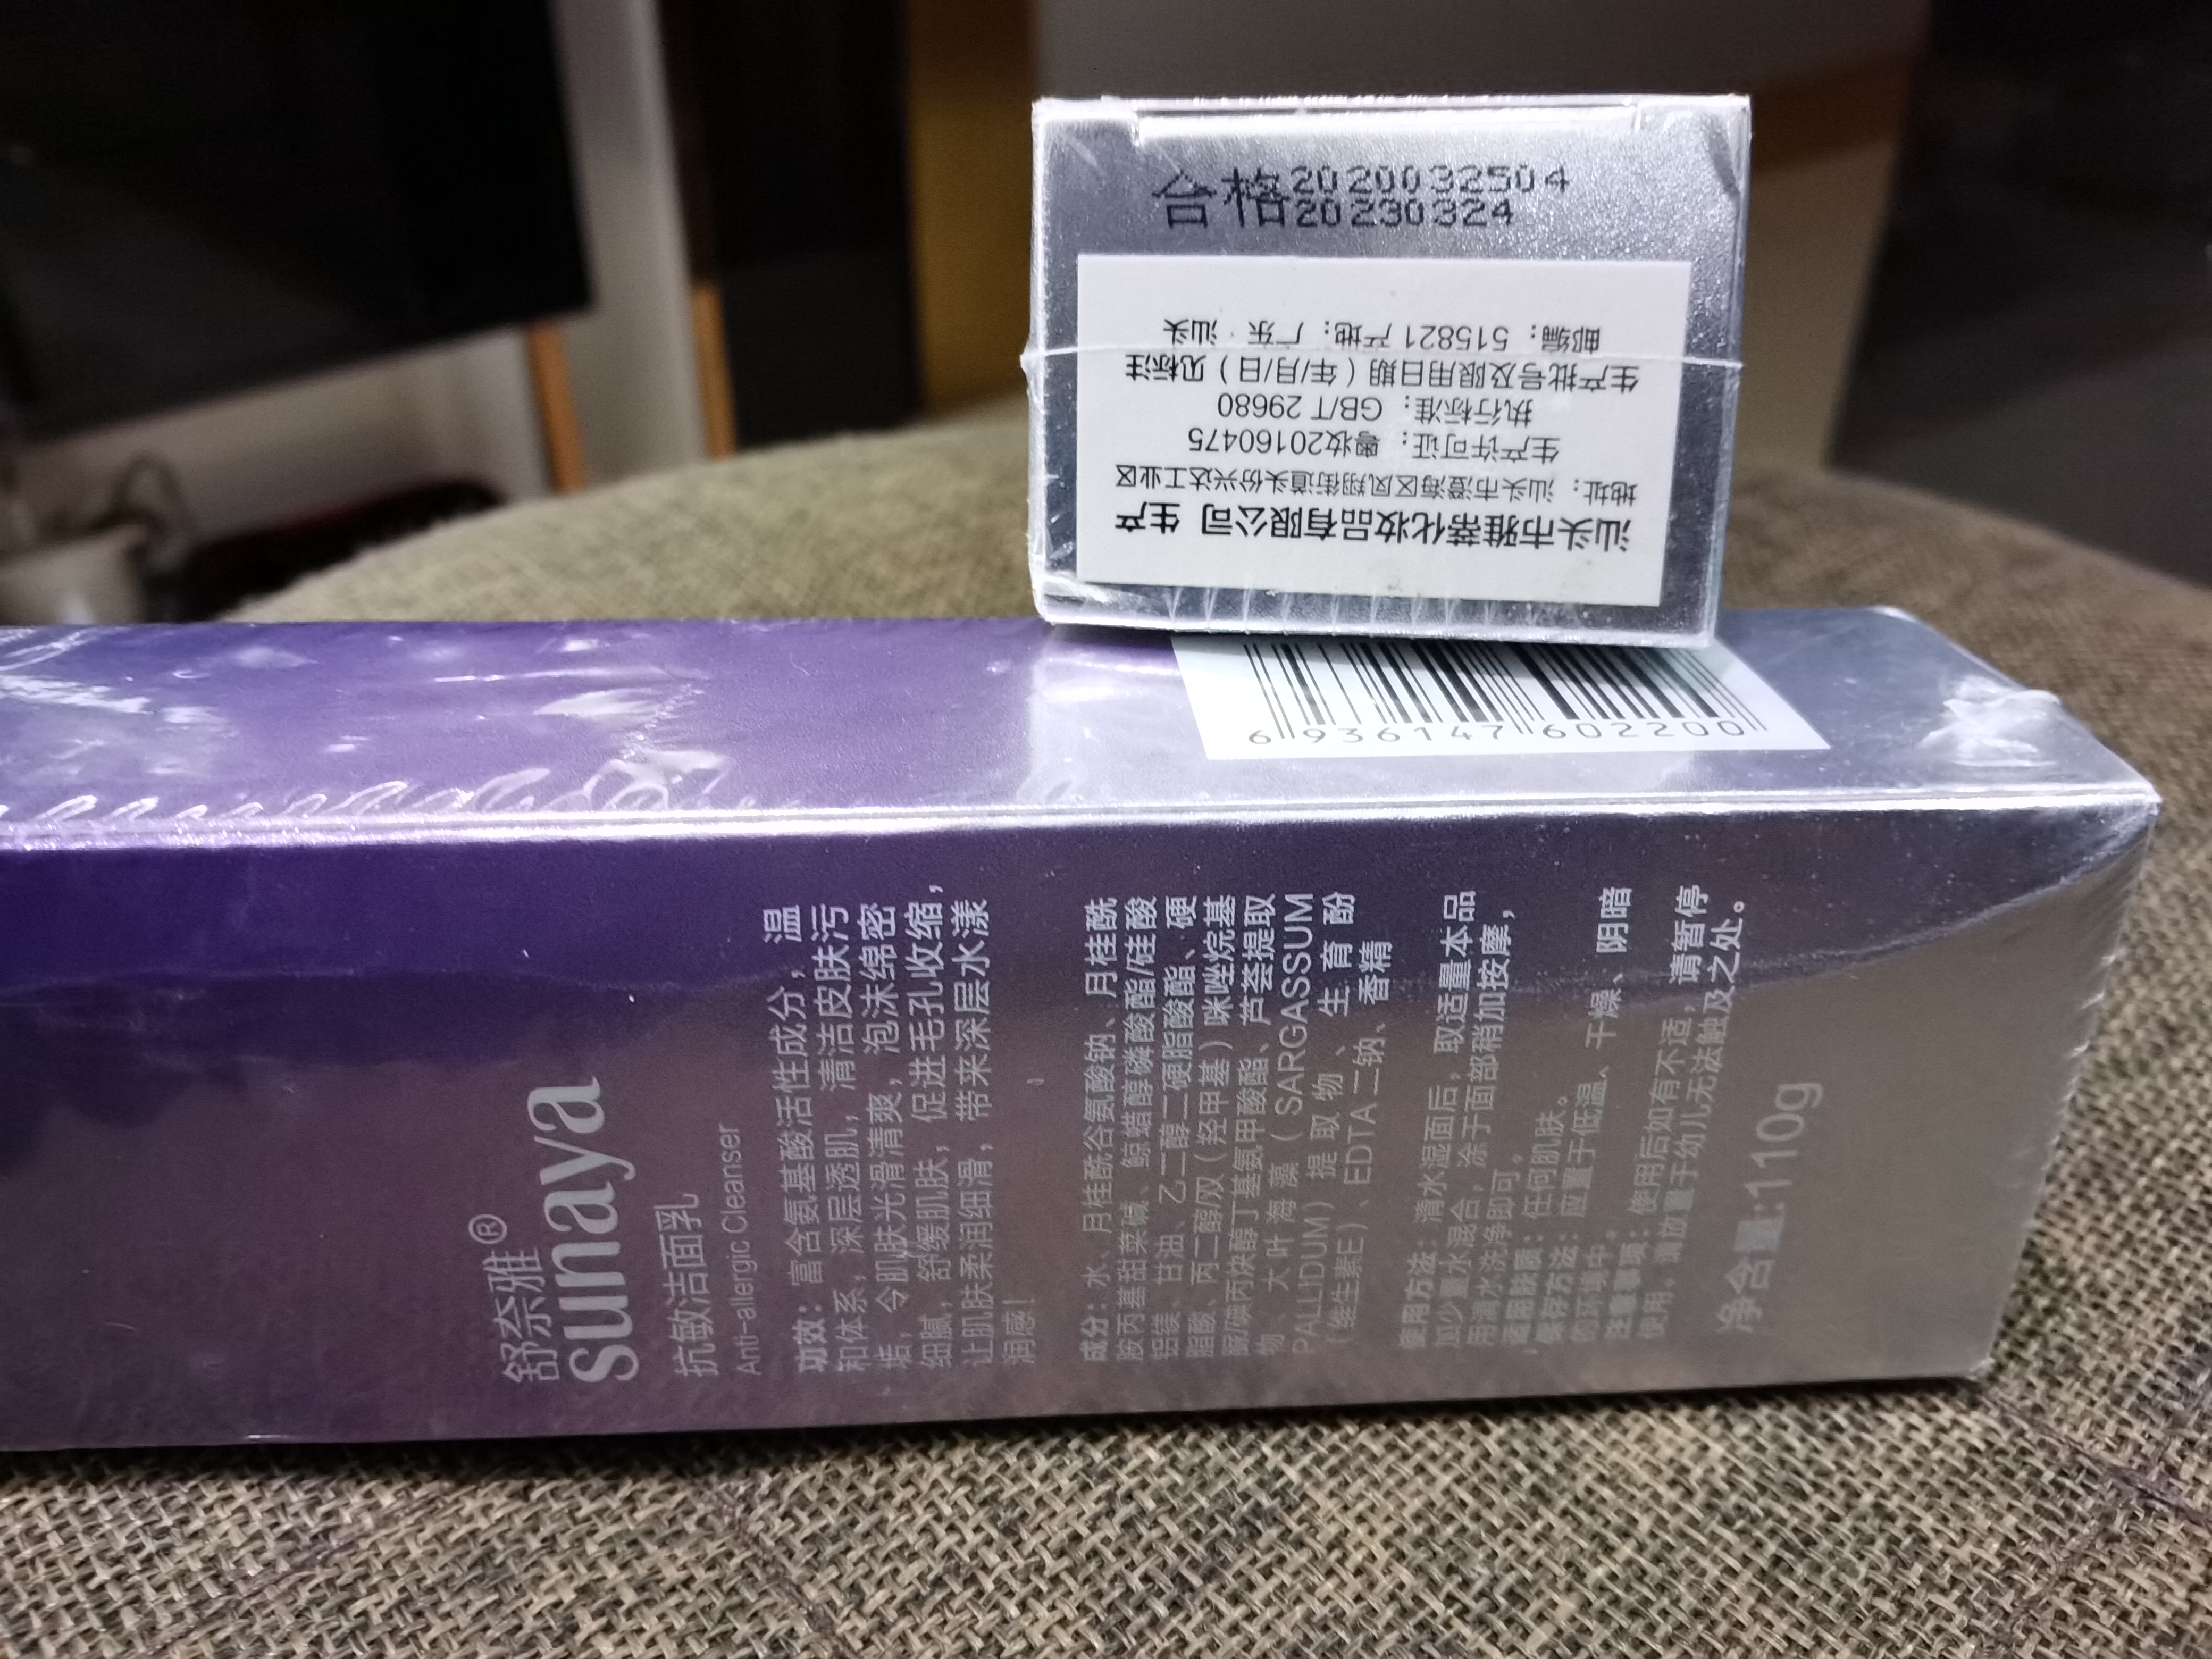 合格2020032504
20230324
汕头市雅蒂化妆品有限公司 生产
地址：汕头市澄海区凤翔街道头份兴达工业区
生产许可证：粤妆20160475
执行标准：GB/T 29680
生产批号及限用日期（年/月/日）见标注
邮编：515821 产地：广东·汕头
6 936147 602200
舒奈雅®
sunaya
抗敏洁面乳
Anti-allergic Cleanser
功效：富含氨基酸活性成分，温
和体系，深层透肌，清洁皮肤污
垢，令肌肤光滑清爽，泡沫绵密
细腻，舒缓肌肤，促进毛孔收缩，
让肌肤柔润细滑，带来深层水漾
润感！
成分：水、月桂酰谷氨酸钠、月桂酰
胺丙基甜菜碱、鲸蜡醇磷酸酯/硅酸
铝镁、甘油、乙二醇二硬脂酸酯、硬
脂酸、丙二醇双（羟甲基）咪唑烷基
脲碘丙炔醇丁基氨甲酸酯、芦荟提取
物、大叶海藻（SARGASSUM
PALLIDUM）提取物、生育酚
（维生素E）、EDTA二钠、香精
使用方法：清水湿面后，取适量本品
加少量水混合，涂于面部稍加按摩，
用清水洗净即可。
适用肤质：任何肌肤。
保存方法：应置于低温、干燥、阴暗
的环境中。
注意事项：使用后如有不适，请暂停
使用，请放置于幼儿无法触及之处。
净含量:110g